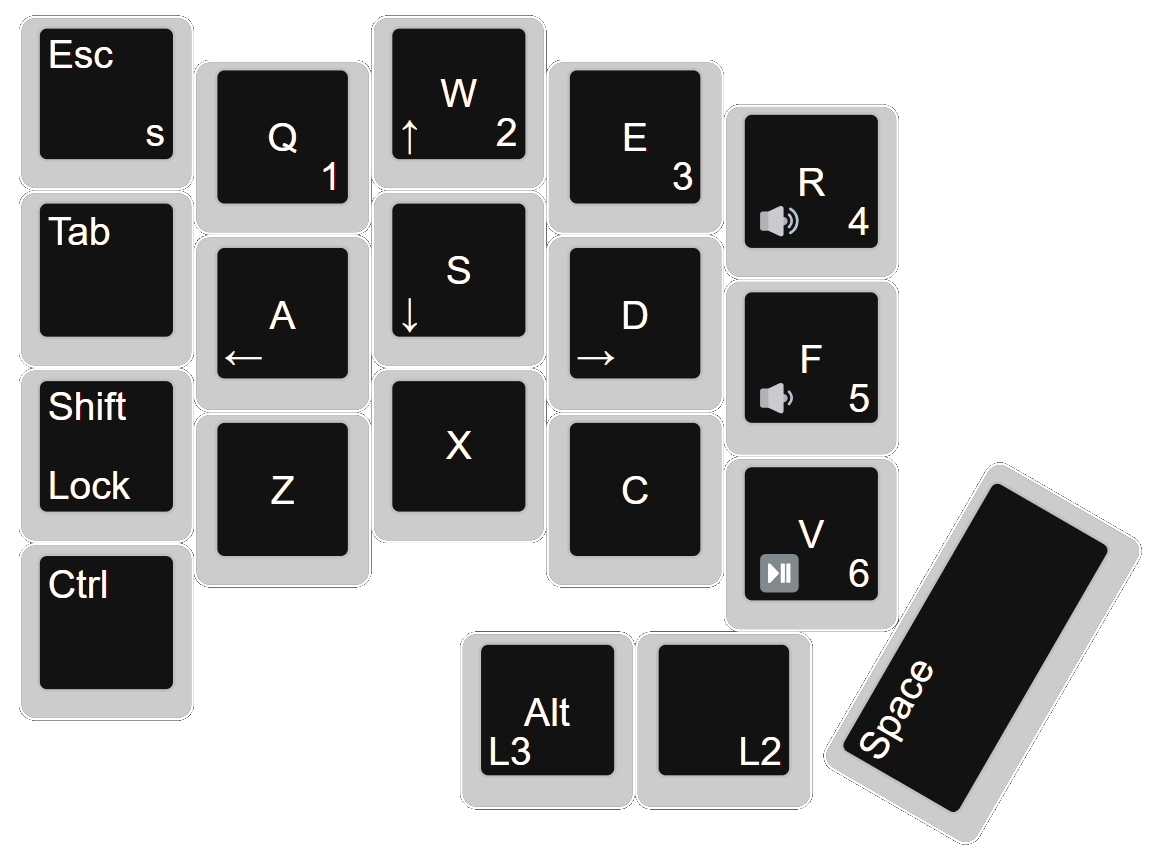 Esc
s
Q
1
W
↑ 2
E
3
R
4
Tab
A
←
S
↓
D
→
F
5
Shift
Lock
Z
X
C
V
6
Ctrl
Alt
L3
L2
Space